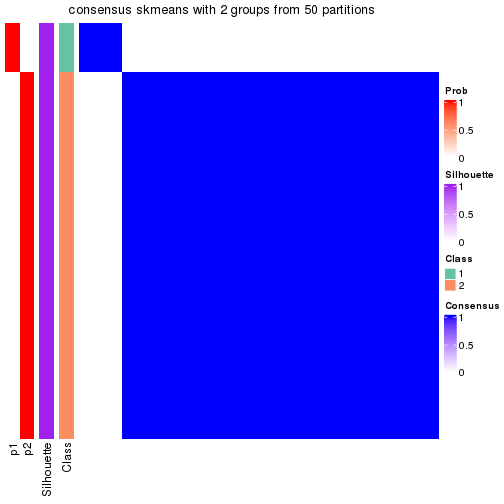 consensus skmeans with 2 groups from 50 partitions
Prob
1
0.5
0
Silhouette
1
0.5
0
Class
1
2
Consensus
1
0.5
0
p1
p2
Silhouette
Class